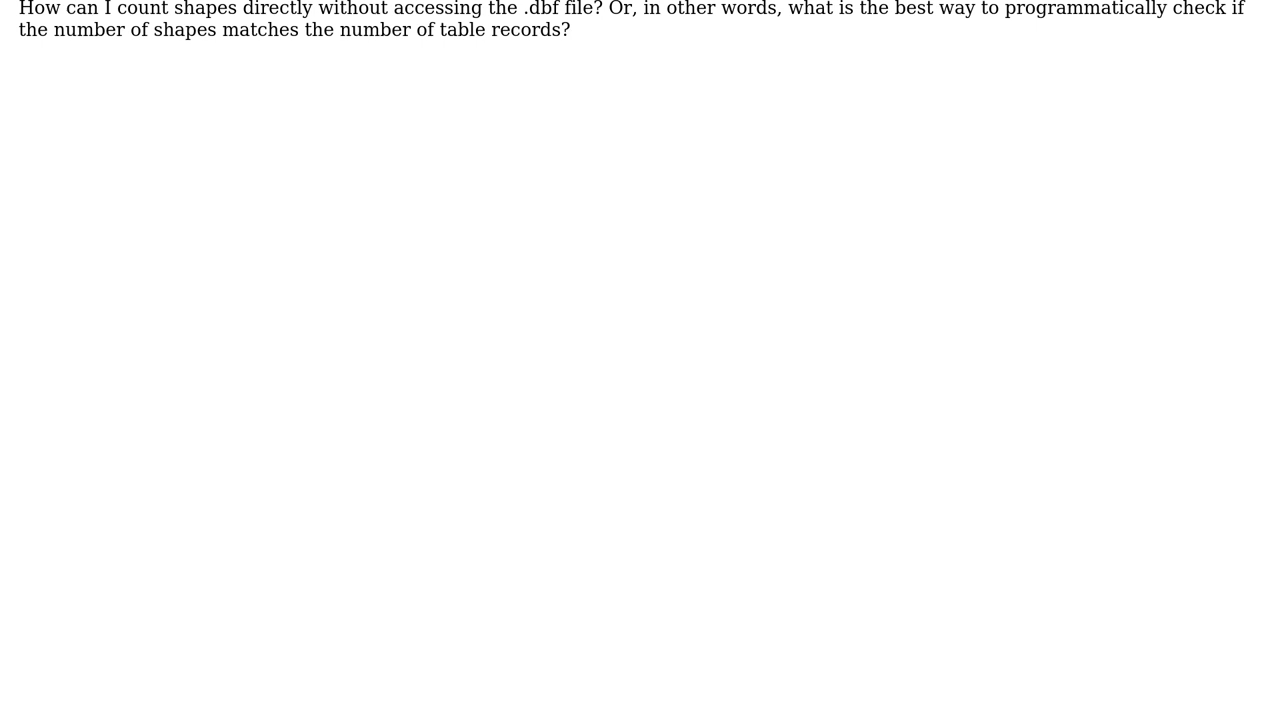 How can I count shapes directly without accessing the .dbf file? Or, in other words, what is the best way to programmatically check if
the number of shapes matches the number of table records?